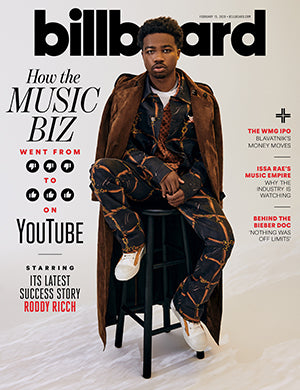 billboard
FEBRUARY 15, 2020 • BILLBOARD.COM
How the
MUSIC
BIZ
WENT FROM
TO
ON
YOUTUBE
STARRING
ITS LATEST
SUCCESS STORY
RODDY RICCH
THE WMG IPO
BLAVATNIK'S
MONEY MOVES
ISSA RAE'S
MUSIC EMPIRE
WHY THE
INDUSTRY IS
WATCHING
BEHIND THE
BIEBER DOC
'NOTHING WAS
OFF LIMITS'